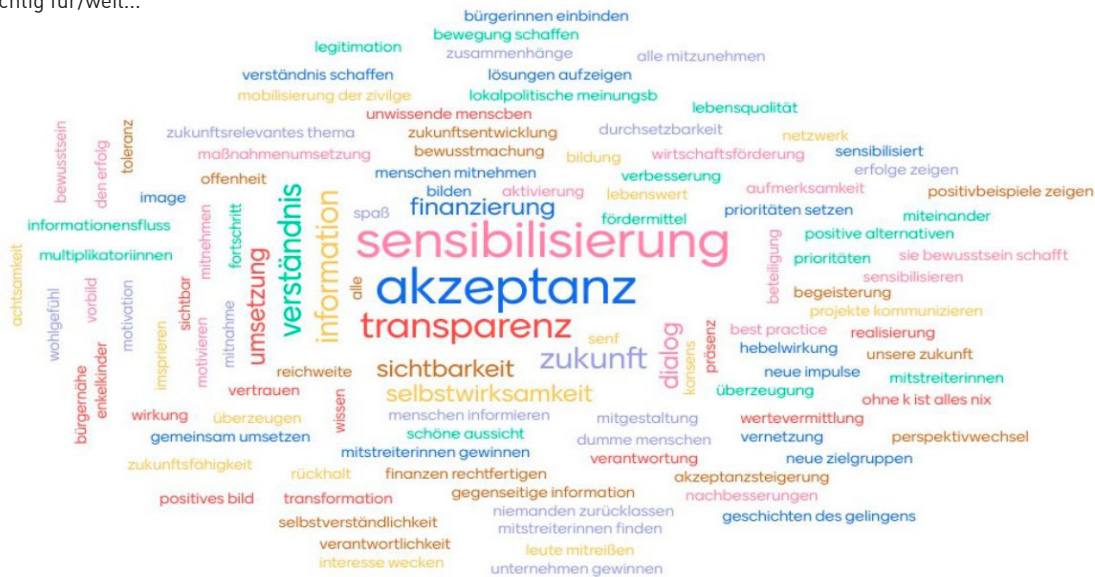 chtig für/weil...
bürgerinnen einbinden
bewegung schaffen
legitimation
zusammenhänge
alle mitzunehmen
verständnis schaffen
lösungen aufzeigen
mobilisierung der zivilge
lokalpolitische meinungsb
lebensqualität
unwissende menscben
zukunftsrelevantes thema
zukunftsentwicklung
durchsetzbarkeit
netzwerk
bewusstsein
den erfolg
toleranz
maßnahmenumsetzung
bewusstmachung
bildung
wirtschaftsförderung
sensibilisiert
erfolge zeigen
offenheit
menschen mitnehmen
verbesserung
image
bilden
aktivierung
lebenswert
aufmerksamkeit
positivbeispiele zeigen
informationensfluss
mitnehmen
fortschritt
verständnis
information
spaß
finanzierung
fördermittel
prioritäten setzen
miteinander
positive alternativen
sensibilisierung
achtsamkeit
multiplikatoriinnen
umsetzung
beteiligung
prioritäten
sie bewusstsein schafft
sensibilisieren
wohlgefühl
vorbild
motivation
sichtbar
alle
akzeptanz
begeisterung
projekte kommunizieren
mitnahme
transparenz
senf
dialog
präsenz
best practice
realisierung
bürgernähe
enkelkinder
imsprieren
motivieren
zukunft
konsens
hebelwirkung
unsere zukunft
reichweite
sichtbarkeit
neue impulse
mitstreiterinnen
vertrauen
wissen
selbstwirksamkeit
überzeugung
ohne k ist alles nix
wirkung
überzeugen
menschen informieren
mitgestaltung
wertevermittlung
gemeinsam umsetzen
schöne aussicht
dumme menschen
vernetzung
perspektivwechsel
mitstreiterinnen gewinnen
verantwortung
neue zielgruppen
zukunftsfähigkeit
rückhalt
finanzen rechtfertigen
akzeptanzsteigerung
positives bild
transformation
gegenseitige information
nachbesserungen
niemanden zurücklassen
geschichten des gelingens
selbstverständlichkeit
mitstreiterinnen finden
verantwortlichkeit
leute mitreißen
interesse wecken
unternehmen gewinnen